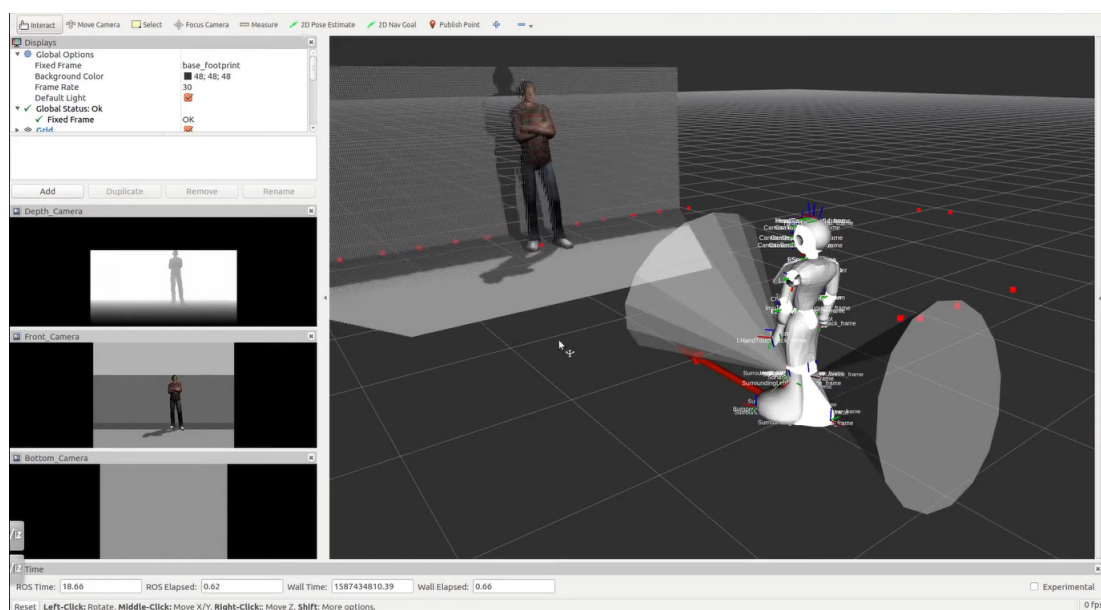 Interact Move Camera Select Focus Camera Measure 2D Pose Estimate 2D Nav Goal Publish Point
Displays
Global Options
Fixed Frame base_footprint
Background Color 48; 48; 48
Frame Rate 30
Default Light
Global Status: Ok
Fixed Frame OK
Grid
Add Duplicate Remove Rename
Depth_Camera
Front_Camera
Bottom_Camera
Time
ROS Time: 18.66 ROS Elapsed: 0.62 Wall Time: 1587434810.39 Wall Elapsed: 0.66 Experimental
Reset Left-Click: Rotate. Middle-Click: Move X/Y. Right-Click:: Move Z. Shift: More options. 0 fps